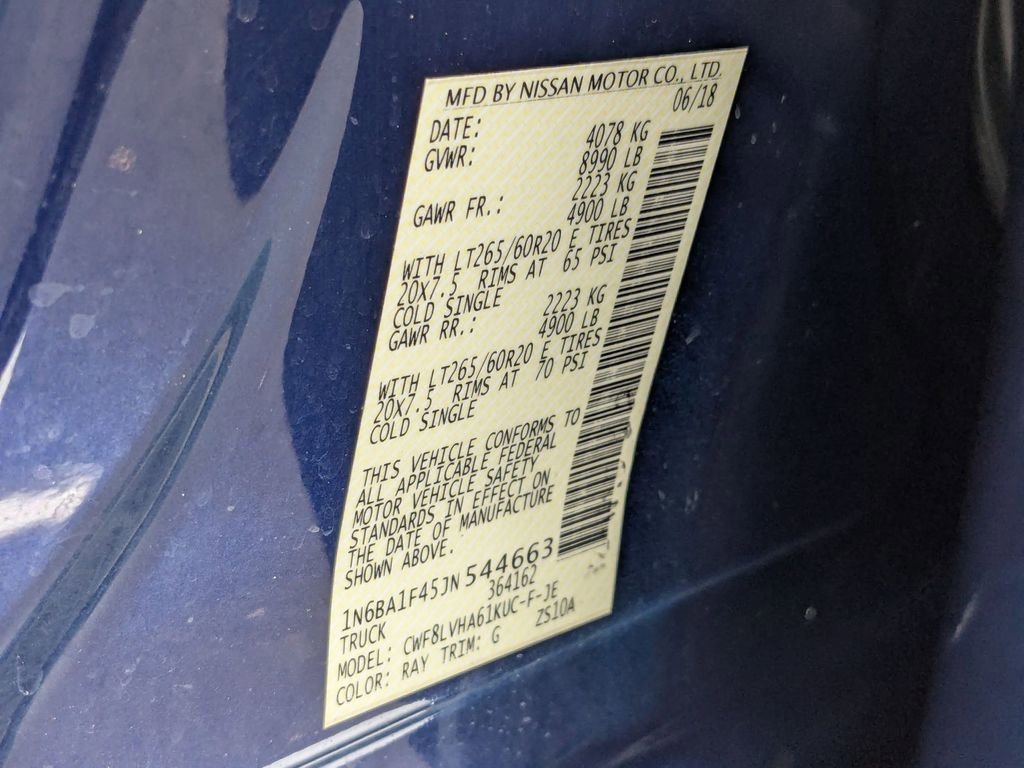 MFD BY NISSAN MOTOR CO., LTD.
DATE: 06/18
GVWR: 4078 KG
8990 LB
GAWR FR.: 2223 KG
4900 LB
WITH LT265/60R20 E TIRES
20X7.5 RIMS AT 65 PSI
COLD SINGLE
GAWR RR.: 2223 KG
4900 LB
WITH LT265/60R20 E TIRES
20X7.5 RIMS AT 70 PSI
COLD SINGLE
THIS VEHICLE CONFORMS TO
ALL APPLICABLE FEDERAL
MOTOR VEHICLE SAFETY
STANDARDS IN EFFECT ON
THE DATE OF MANUFACTURE
SHOWN ABOVE.
1N6BA1F45JN544663
TRUCK 364162
MODEL: CWF8LVHA61KUC-F-JE
COLOR: RAY TRIM: G ZS10A